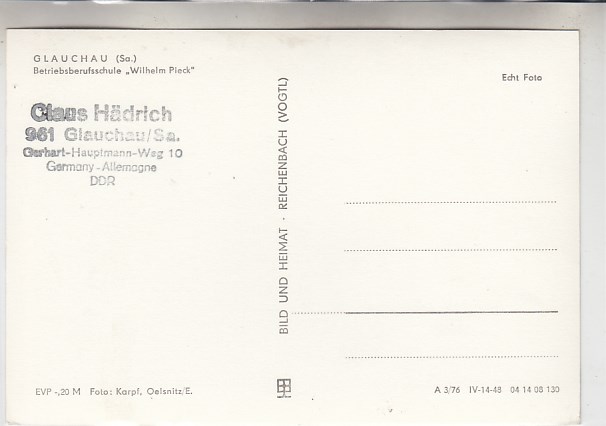 GLAUCHAU (Sa.)
Betriebsberufsschule „Wilhelm Pieck"
Claus Hädrich
961 Glauchau/Sa.
Gerhart-Hauptmann-Weg 10
Germany - Allemagne
DDR
BILD UND HEIMAT · REICHENBACH (VOGTL)
Echt Foto
EVP -,20 M Foto: Karpf, Oelsnitz/E.
A 3/76 IV-14-48 04 14 08 130